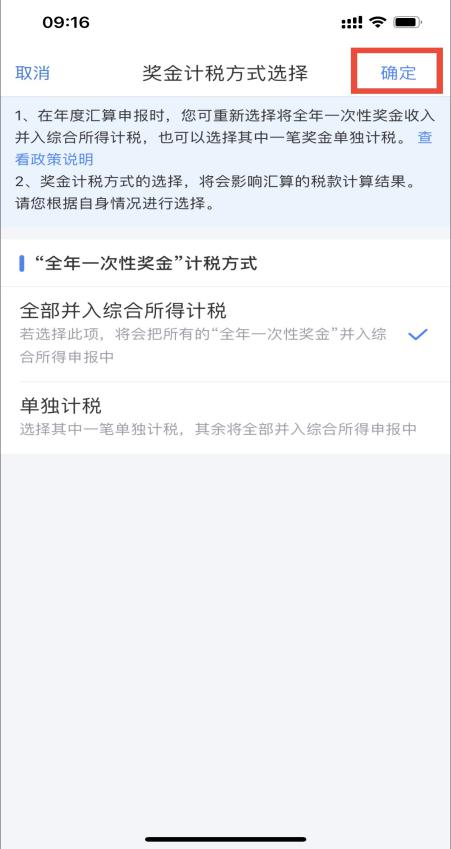 09:16
取消
奖金计税方式选择
确定
1、在年度汇算申报时，您可重新选择将全年一次性奖金收入
并入综合所得计税，也可以选择其中一笔奖金单独计税。 查
看政策说明
2、奖金计税方式的选择，将会影响汇算的税款计算结果。
请您根据自身情况进行选择。
“全年一次性奖金”计税方式
全部并入综合所得计税
若选择此项，将会把所有的“全年一次性奖金”并入综
合所得申报中
单独计税
选择其中一笔单独计税，其余将全部并入综合所得申报中